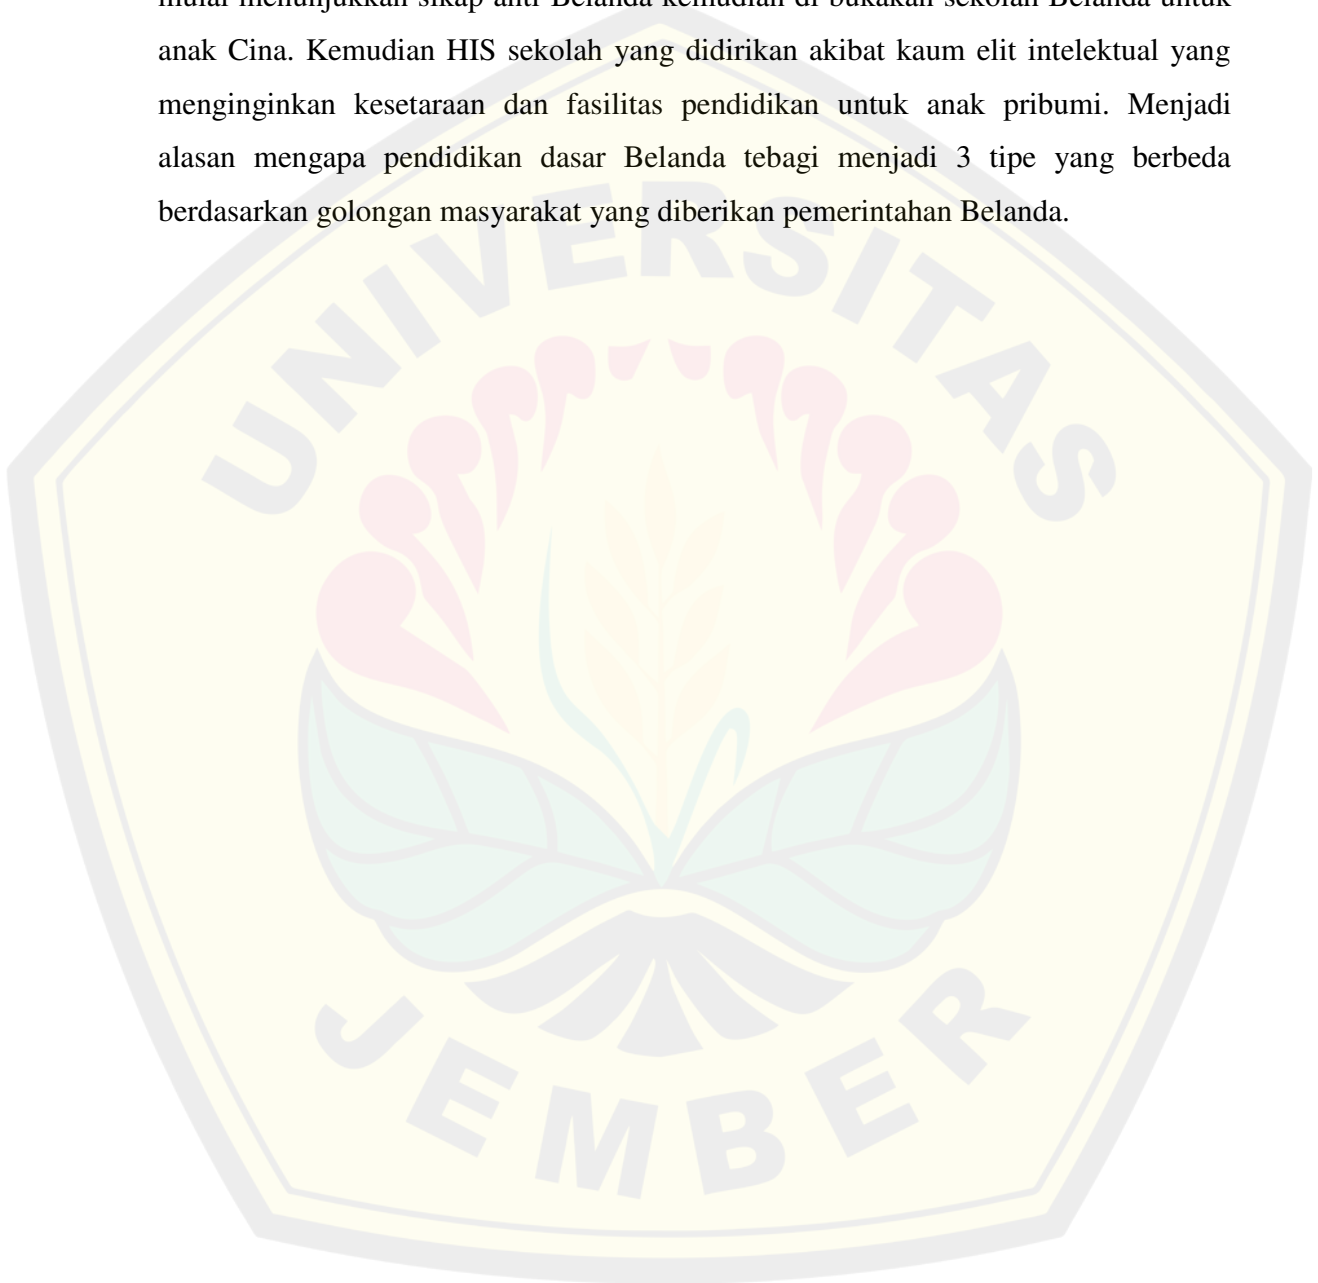 mulai menunjukkan sikap anti Belanda kemudian di bukakan sekolah Belanda untuk
anak Cina. Kemudian HIS sekolah yang didirikan akibat kaum elit intelektual yang
menginginkan kesetaraan dan fasilitas pendidikan untuk anak pribumi. Menjadi
alasan mengapa pendidikan dasar Belanda tebagi menjadi 3 tipe yang berbeda
berdasarkan golongan masyarakat yang diberikan pemerintahan Belanda.
UNIVERSITAS
JEMBER